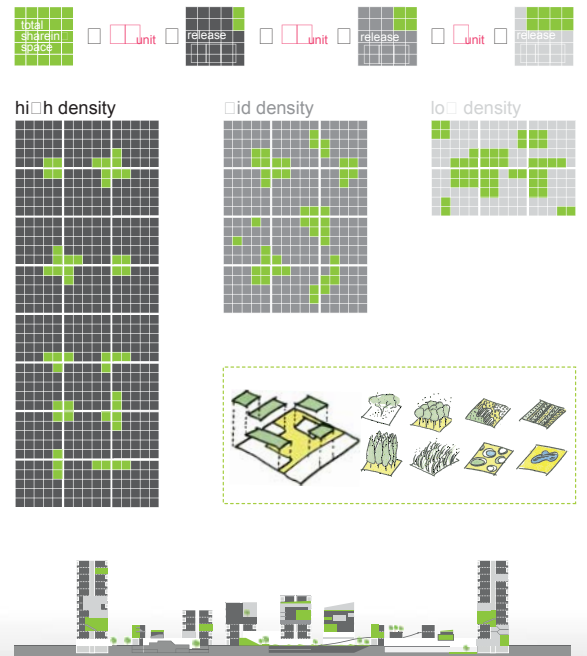 total
sharein□
space
□ □□unit □ release □ □□unit □ release □ □unit □ release
hi□h density
□id density
lo□ density